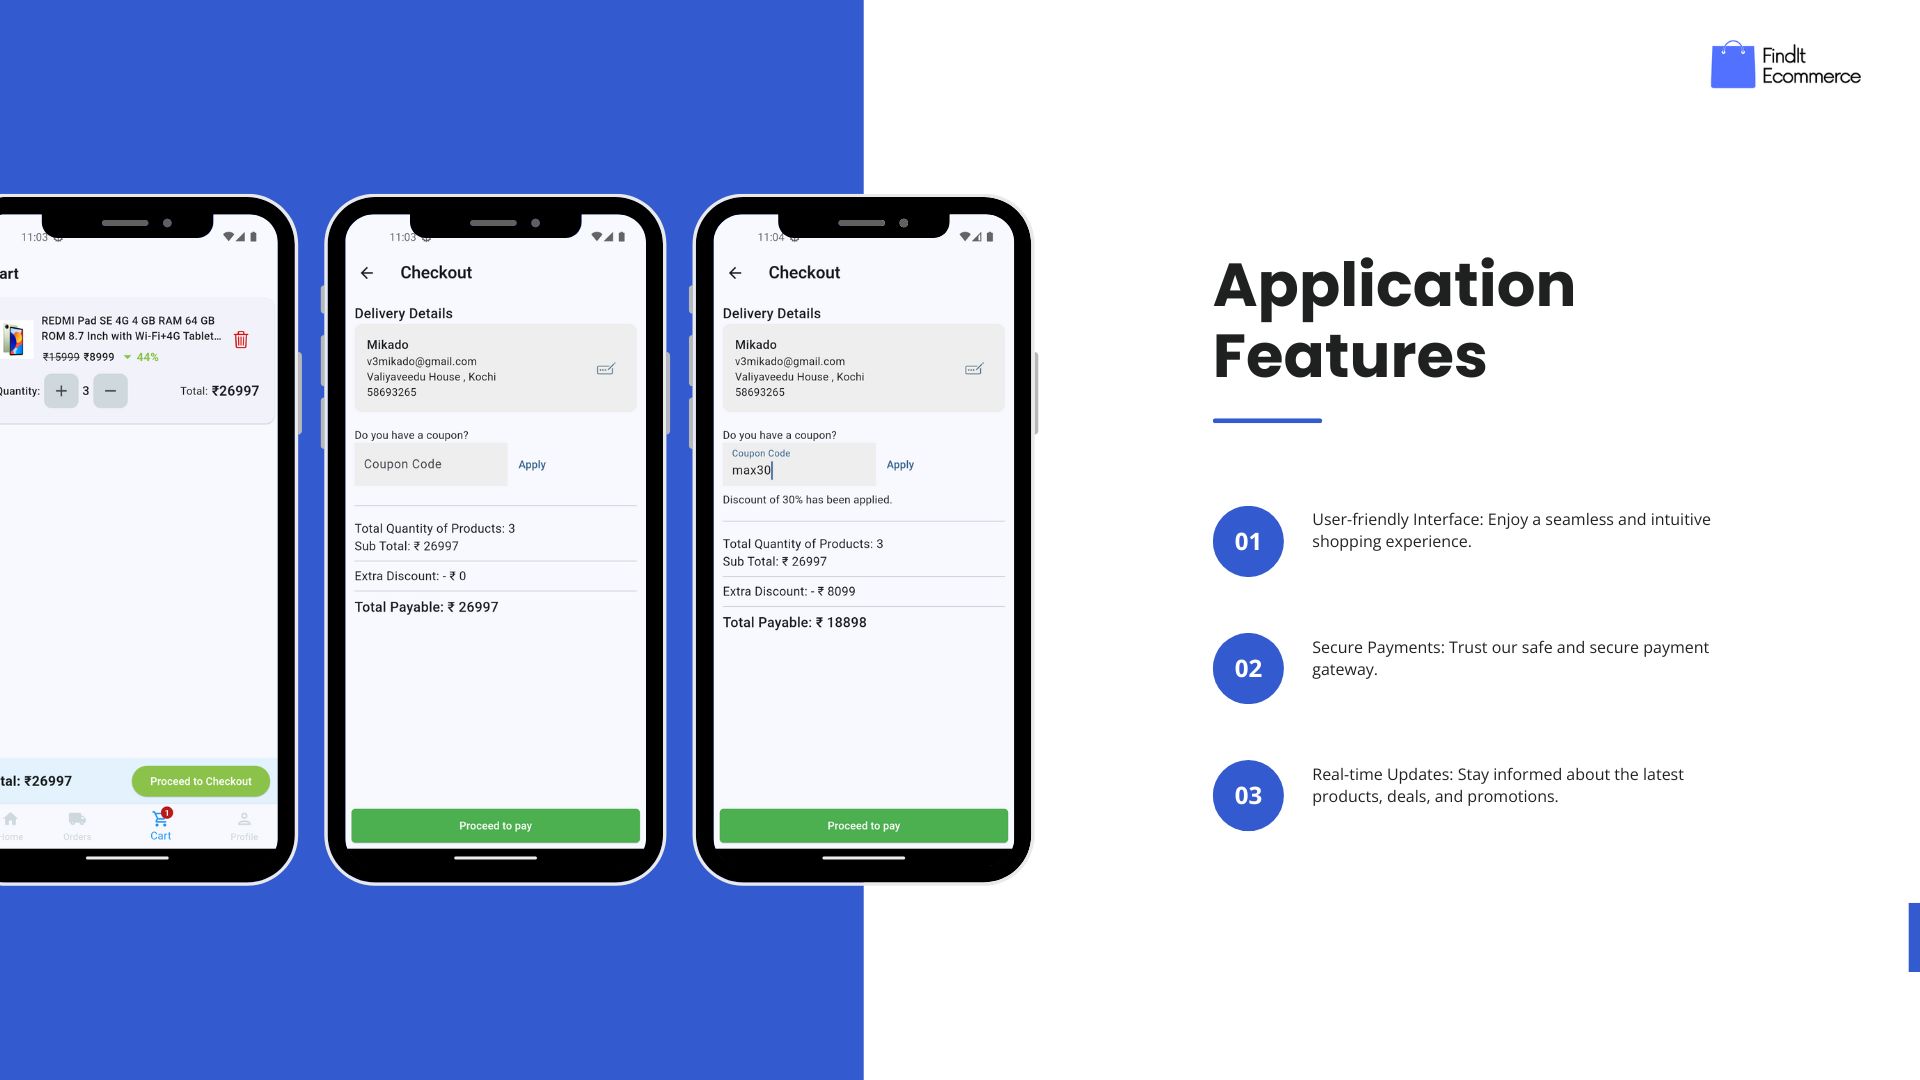 FindIt
Ecommerce
11:03
art
REDMI Pad SE 4G 4 GB RAM 64 GB
ROM 8.7 Inch with Wi-Fi+4G Tablet...
₹15999 ₹8999 44%
Quantity: + 3 − Total: ₹26997
tal: ₹26997
Proceed to Checkout
1
Home
Orders
Cart
Profile
11:03
Checkout
Delivery Details
Mikado
v3mikado@gmail.com
Valiyaveedu House , Kochi
58693265
Do you have a coupon?
Coupon Code
Apply
Total Quantity of Products: 3
Sub Total: ₹ 26997
Extra Discount: - ₹ 0
Total Payable: ₹ 26997
Proceed to pay
11:04
Checkout
Delivery Details
Mikado
v3mikado@gmail.com
Valiyaveedu House , Kochi
58693265
Do you have a coupon?
Coupon Code
max30
Apply
Discount of 30% has been applied.
Total Quantity of Products: 3
Sub Total: ₹ 26997
Extra Discount: - ₹ 8099
Total Payable: ₹ 18898
Proceed to pay
Application
Features
01
User-friendly Interface: Enjoy a seamless and intuitive
shopping experience.
02
Secure Payments: Trust our safe and secure payment
gateway.
03
Real-time Updates: Stay informed about the latest
products, deals, and promotions.